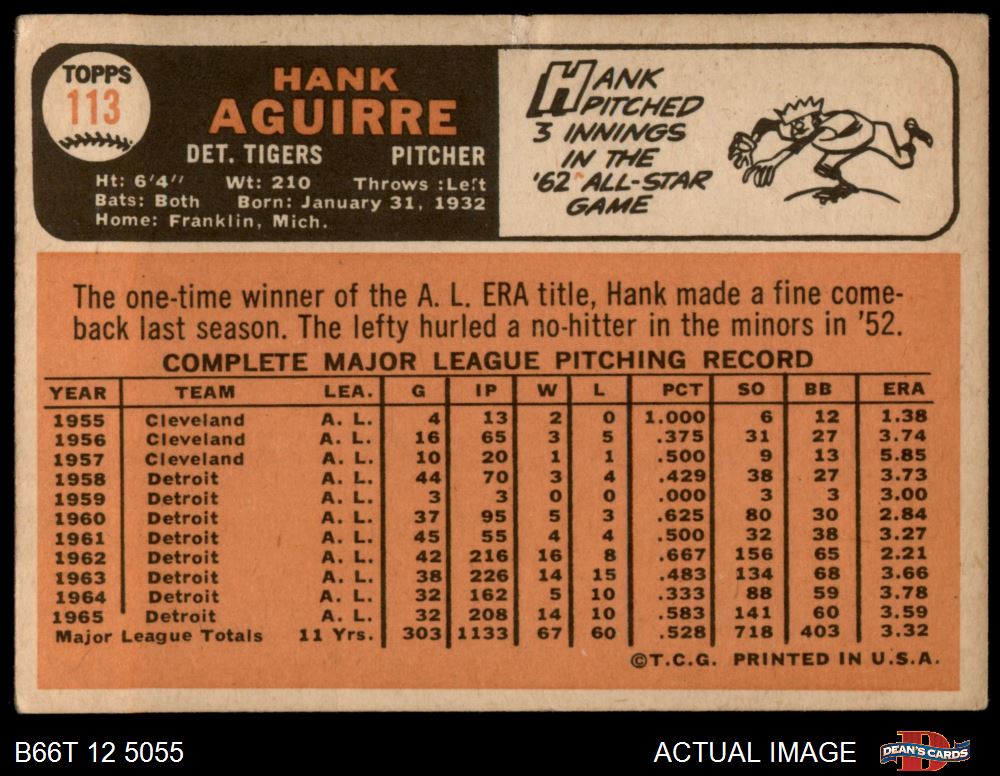 TOPPS
113
HANK
AGUIRRE
DET. TIGERS PITCHER
Ht: 6'4" Wt: 210 Throws :Left
Bats: Both Born: January 31, 1932
Home: Franklin, Mich.
HANK
PITCHED
3 INNINGS
IN THE
'62 ALL-STAR
GAME
The one-time winner of the A. L. ERA title, Hank made a fine come-
back last season. The lefty hurled a no-hitter in the minors in '52.
COMPLETE MAJOR LEAGUE PITCHING RECORD
YEAR TEAM LEA. G IP W L PCT SO BB ERA
1955 Cleveland A. L. 4 13 2 0 1.000 6 12 1.38
1956 Cleveland A. L. 16 65 3 5 .375 31 27 3.74
1957 Cleveland A. L. 10 20 1 1 .500 9 13 5.85
1958 Detroit A. L. 44 70 3 4 .429 38 27 3.73
1959 Detroit A. L. 3 3 0 0 .000 3 3 3.00
1960 Detroit A. L. 37 95 5 3 .625 80 30 2.84
1961 Detroit A. L. 45 55 4 4 .500 32 38 3.27
1962 Detroit A. L. 42 216 16 8 .667 156 65 2.21
1963 Detroit A. L. 38 226 14 15 .483 134 68 3.66
1964 Detroit A. L. 32 162 5 10 .333 88 59 3.78
1965 Detroit A. L. 32 208 14 10 .583 141 60 3.59
Major League Totals 11 Yrs. 303 1133 67 60 .528 718 403 3.32
©T.C.G. PRINTED IN U.S.A.
B66T 12 5055 ACTUAL IMAGE DEAN'S CARDS